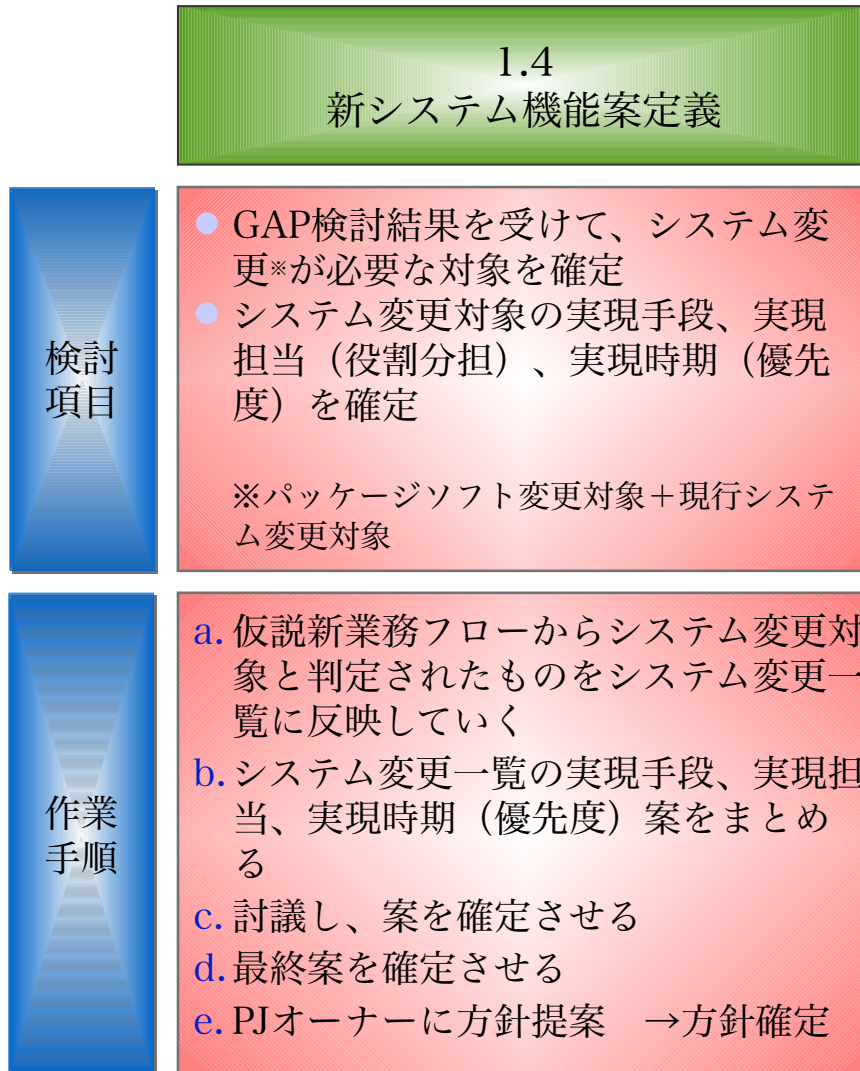 1.4
新システム機能案定義
検討
項目
GAP検討結果を受けて、システム変
更※が必要な対象を確定
システム変更対象の実現手段、実現
担当（役割分担）、実現時期（優先
度）を確定
※パッケージソフト変更対象＋現行システ
ム変更対象
作業
手順
a. 仮説新業務フローからシステム変更対
象と判定されたものをシステム変更一
覧に反映していく
b. システム変更一覧の実現手段、実現担
当、実現時期（優先度）案をまとめ
る
c. 討議し、案を確定させる
d. 最終案を確定させる
e. PJオーナーに方針提案　→方針確定